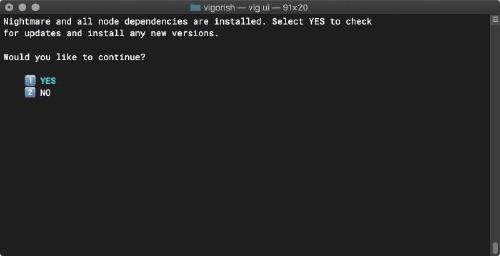 vigorish — vig ui — 91×20
Nightmare and all node dependencies are installed. Select YES to check
for updates and install any new versions.
Would you like to continue?
1 YES
2 NO